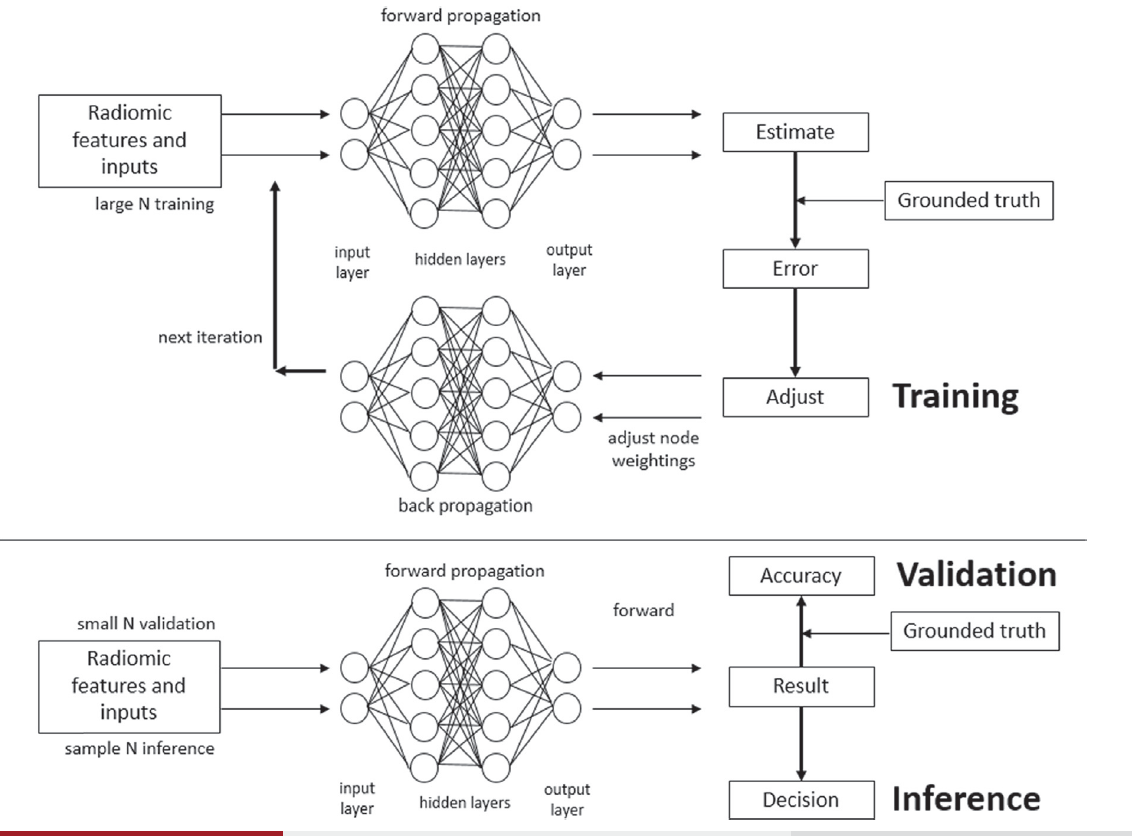 forward propagation
Radiomic
features and
inputs
large N training
Estimate
Grounded truth
input
layer
hidden layers
output
layer
Error
next iteration
Adjust
Training
adjust node
weightings
back propagation
forward propagation
Accuracy
Validation
small N validation
forward
Grounded truth
Radiomic
features and
inputs
Result
sample N inference
input
layer
hidden layers
output
layer
Decision
Inference